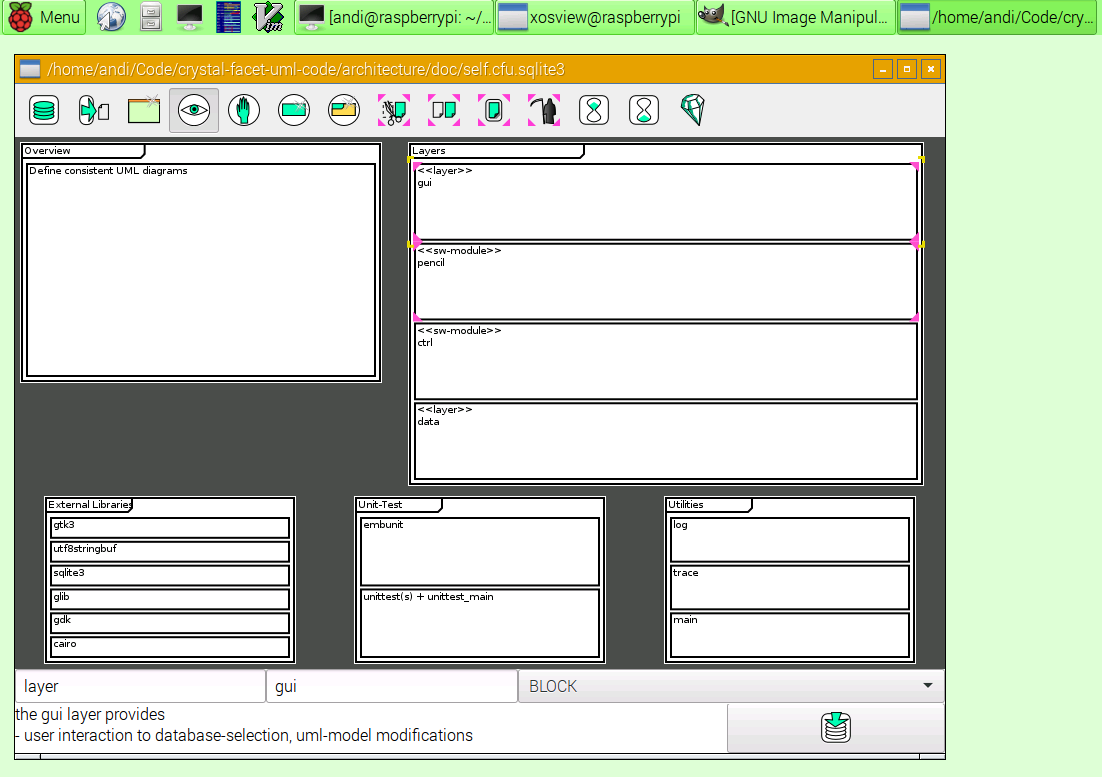 Menu
[andi@raspberrypi: ~/...
xosview@raspberrypi
[GNU Image Manipul...
/home/andi/Code/cry...
/home/andi/Code/crystal-facet-uml-code/architecture/doc/self.cfu.sqlite3
Overview
Define consistent UML diagrams
Layers
<<layer>>
gui
<<sw-module>>
pencil
<<sw-module>>
ctrl
<<layer>>
data
External Libraries
gtk3
utf8stringbuf
sqlite3
glib
gdk
cairo
Unit-Test
embunit
unittest(s) + unittest_main
Utilities
log
trace
main
layer
gui
BLOCK
the gui layer provides
- user interaction to database-selection, uml-model modifications